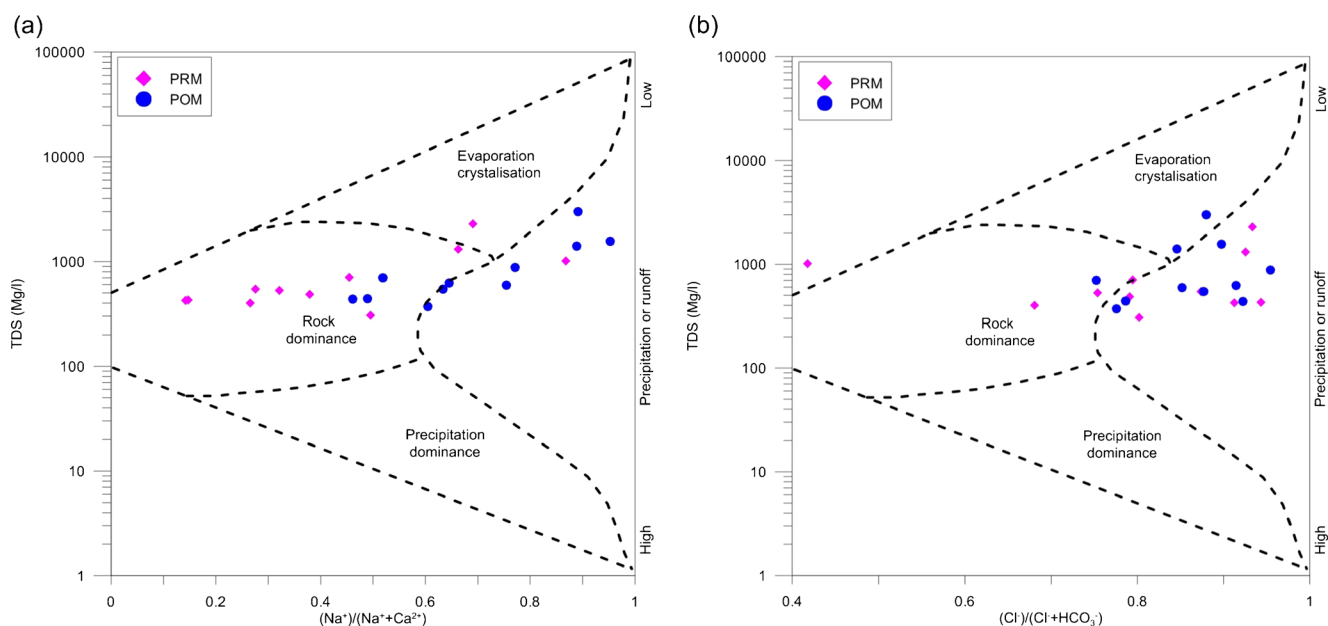 (a)
100000
10000
1000
100
10
1
TDS (Mg/l)
PRM
POM
Evaporation
crystalisation
Rock
dominance
Precipitation
dominance
Low
Precipitation or runoff
High
0
0.2
0.4
0.6
0.8
1
(Na⁺)/(Na⁺+Ca²⁺)
(b)
100000
10000
1000
100
10
1
TDS (Mg/l)
PRM
POM
Evaporation
crystalisation
Rock
dominance
Precipitation
dominance
Low
Precipitation or runoff
High
0.4
0.6
0.8
1
(Cl⁻)/(Cl⁻+HCO₃⁻)